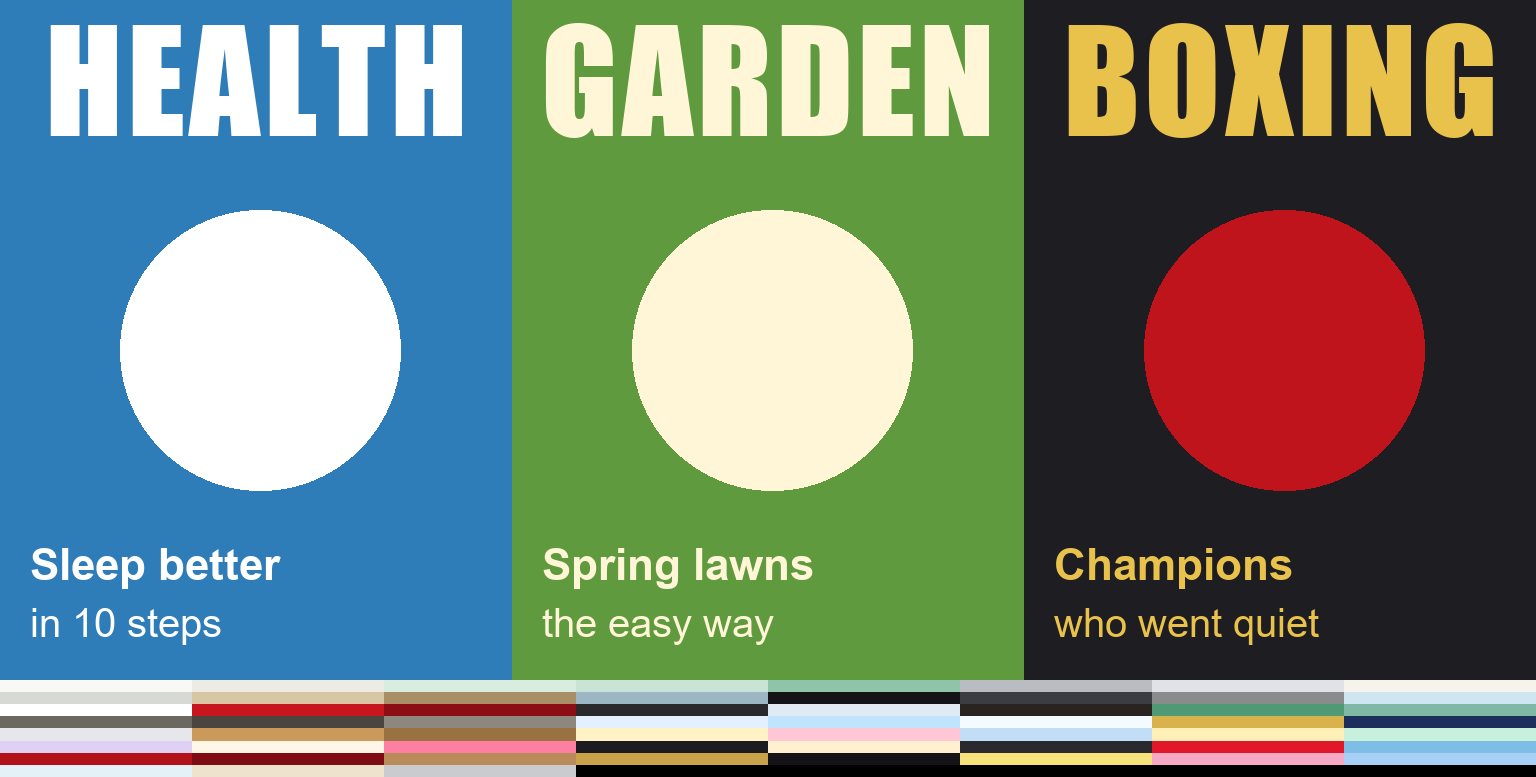 HEALTH
Sleep better
in 10 steps
GARDEN
Spring lawns
the easy way
BOXING
Champions
who went quiet